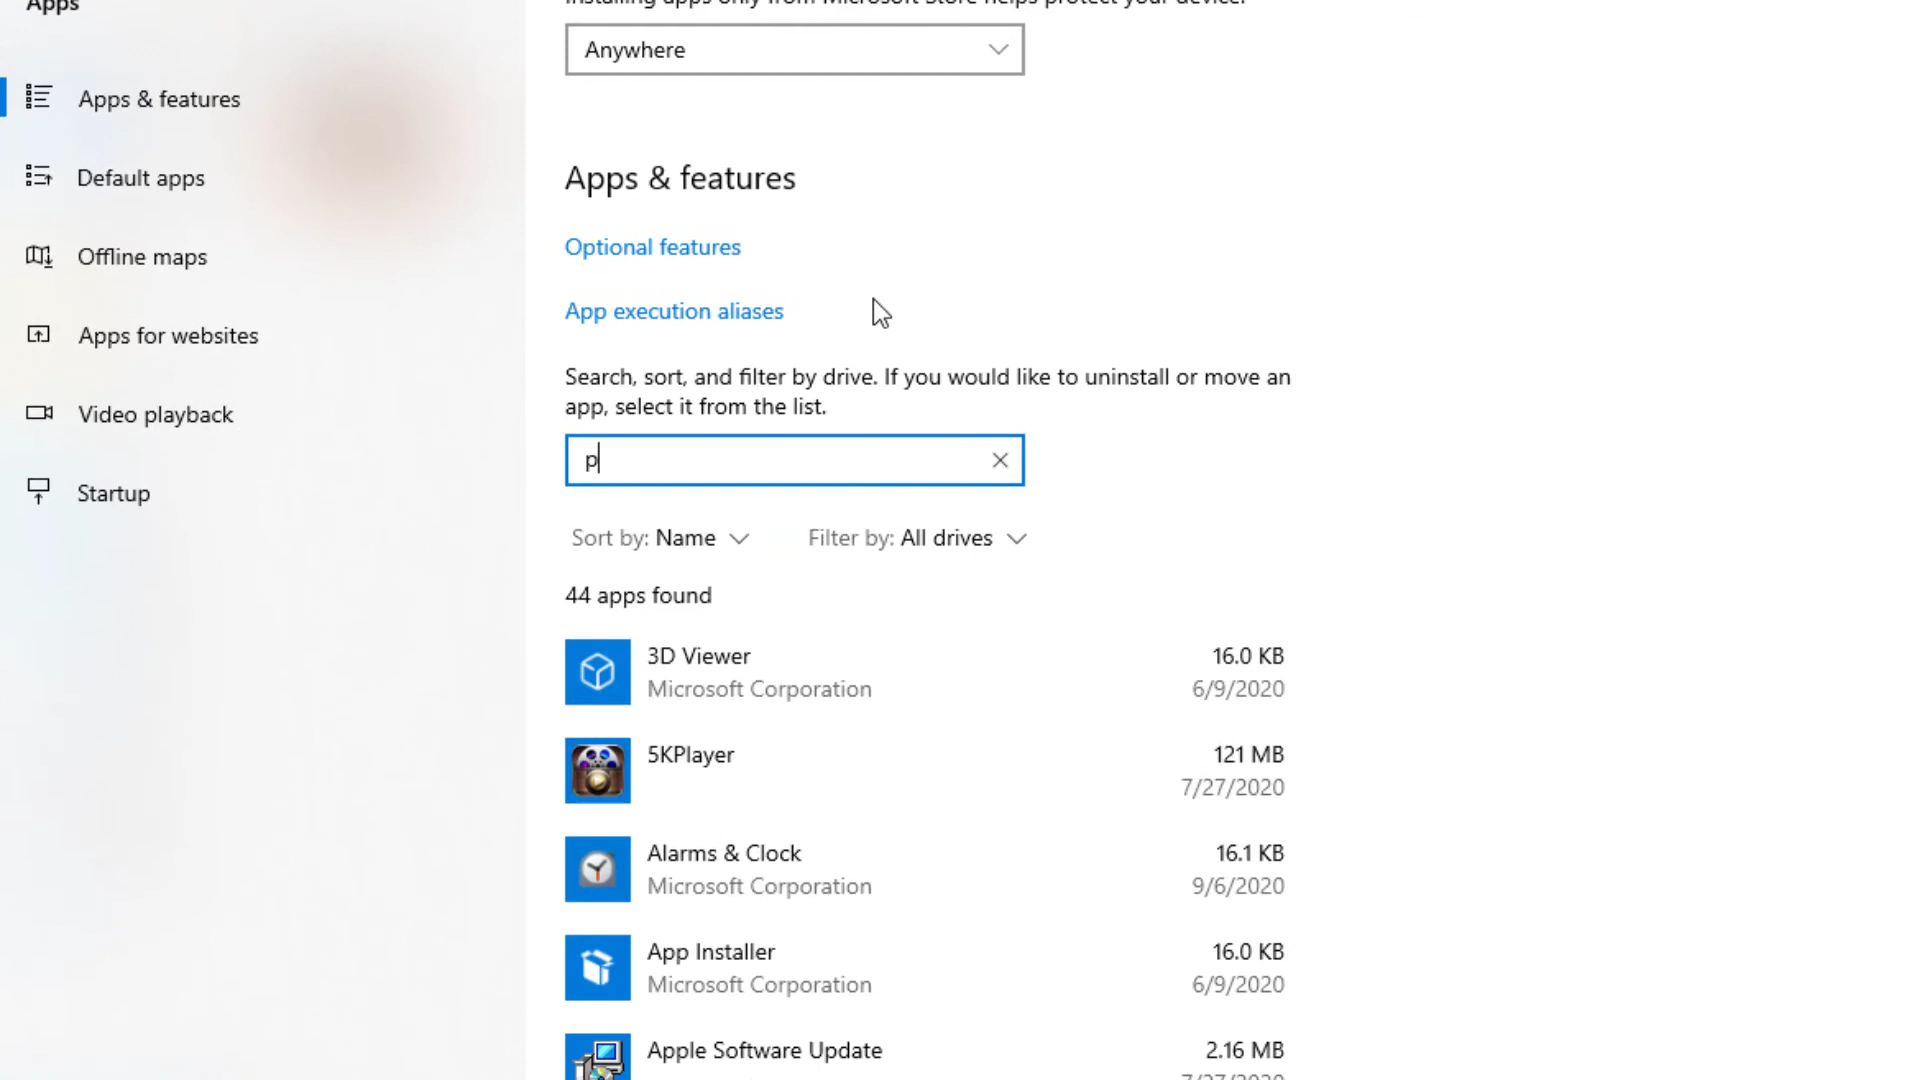 Apps
Apps & features
Default apps
Offline maps
Apps for websites
Video playback
Startup
Installing apps only from Microsoft Store helps protect your device.
Anywhere
Apps & features
Optional features
App execution aliases
Search, sort, and filter by drive. If you would like to uninstall or move an
app, select it from the list.
p
Sort by: Name Filter by: All drives
44 apps found
3D Viewer 16.0 KB
Microsoft Corporation 6/9/2020
5KPlayer 121 MB
7/27/2020
Alarms & Clock 16.1 KB
Microsoft Corporation 9/6/2020
App Installer 16.0 KB
Microsoft Corporation 6/9/2020
Apple Software Update 2.16 MB
7/27/2020